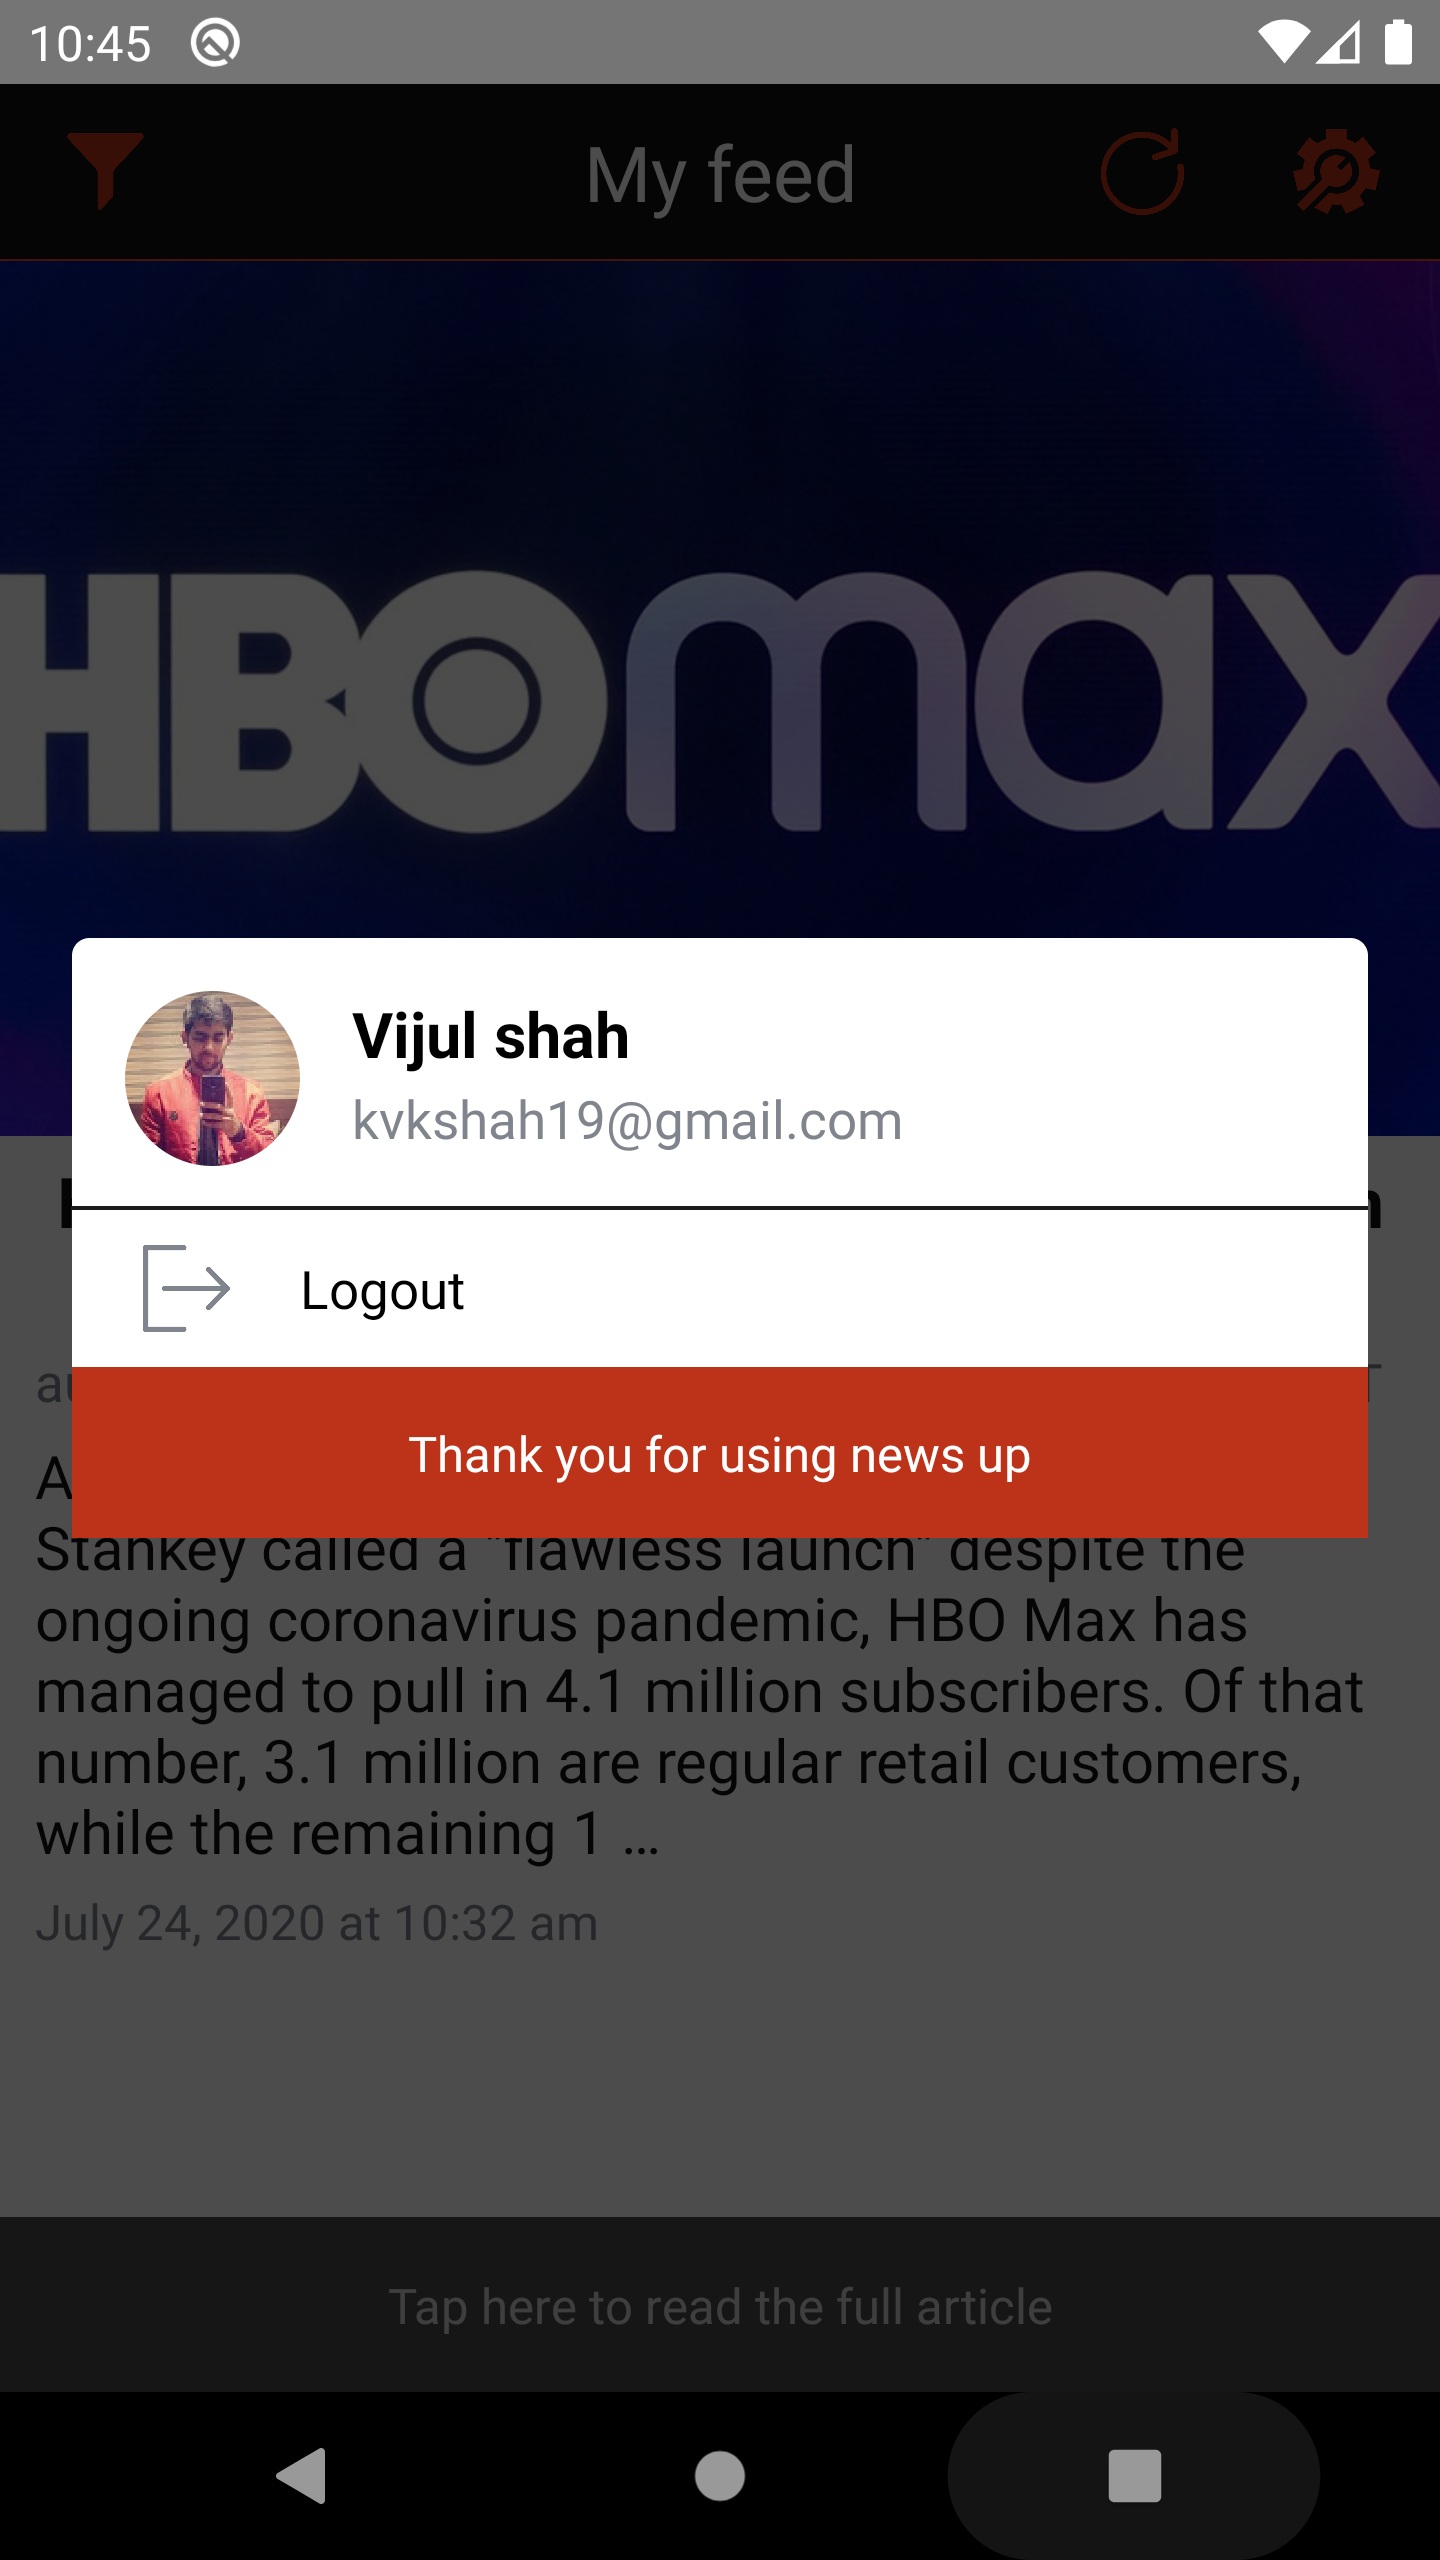 10:45
My feed
HBOmax
Vijul shah
kvkshah19@gmail.com
Logout
Thank you for using news up
Stankey called a "flawless launch" despite the
ongoing coronavirus pandemic, HBO Max has
managed to pull in 4.1 million subscribers. Of that
number, 3.1 million are regular retail customers,
while the remaining 1 …
July 24, 2020 at 10:32 am
Tap here to read the full article